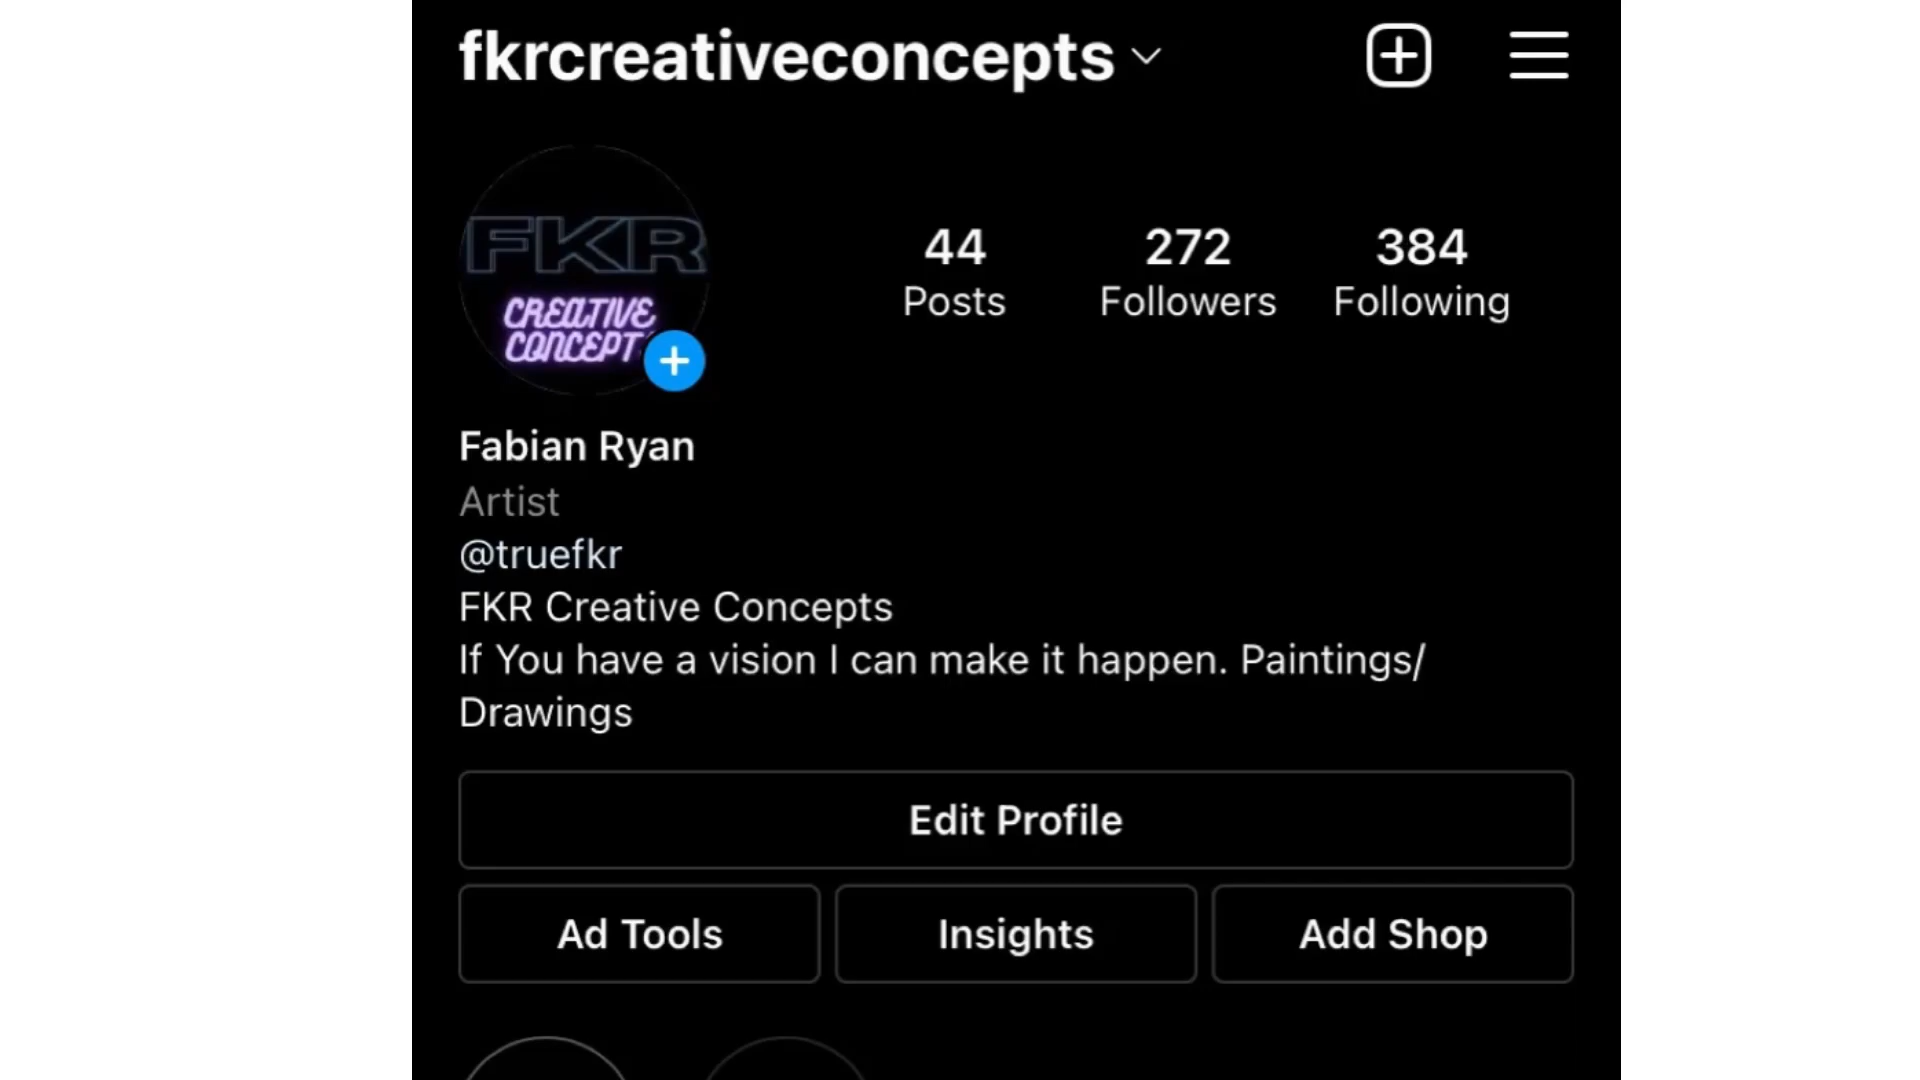 fkrcreativeconcepts
FKR
CREATIVE
CONCEPT
44
Posts
272
Followers
384
Following
Fabian Ryan
Artist
@truefkr
FKR Creative Concepts
If You have a vision I can make it happen. Paintings/
Drawings
Edit Profile
Ad Tools
Insights
Add Shop